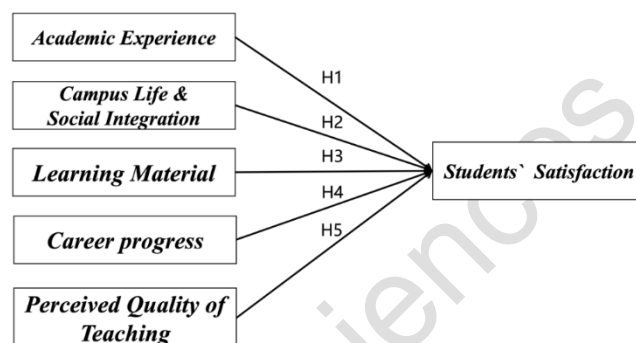 Academic Experience
H1
Campus Life &
Social Integration
H2
Learning Material
H3
Students` Satisfaction
Career progress
H4
H5
Perceived Quality of
Teaching